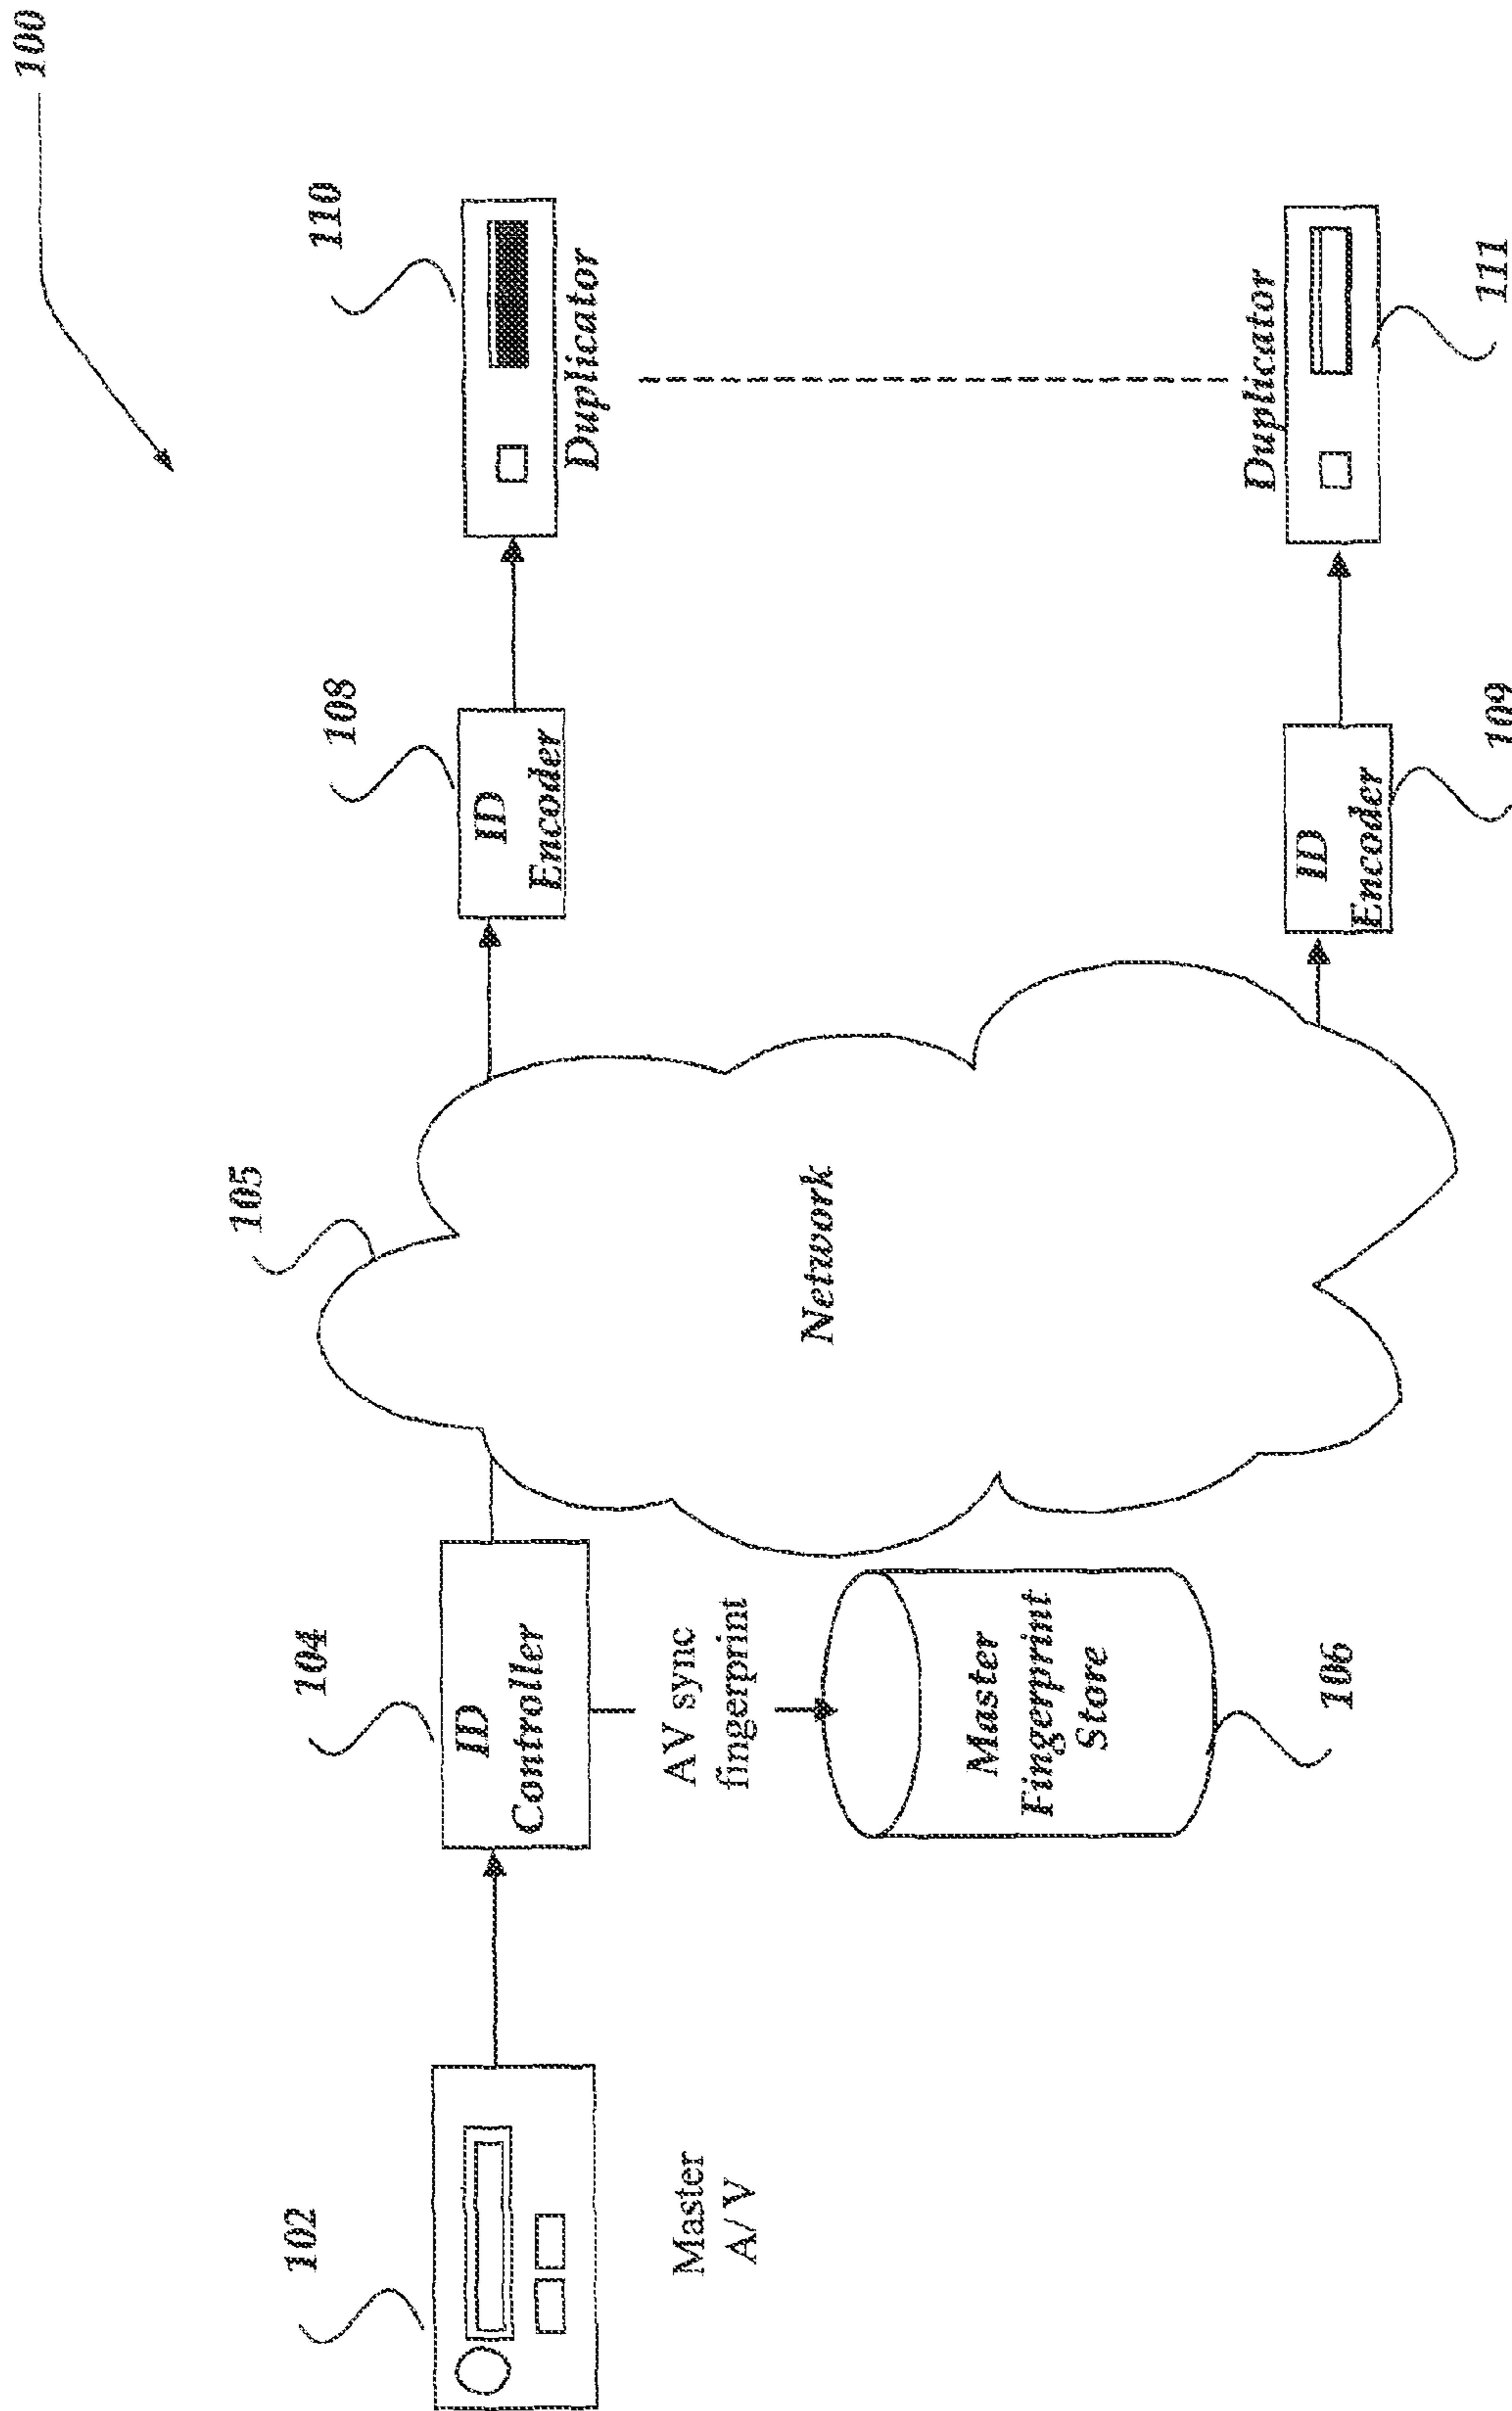 100
110
Duplicator
108
ID
Encoder
105
Network
104
ID
Controller
AV sync
fingerprint
Master
Fingerprint
Store
106
102
Master
A/V
Duplicator
111
ID
Encoder
109